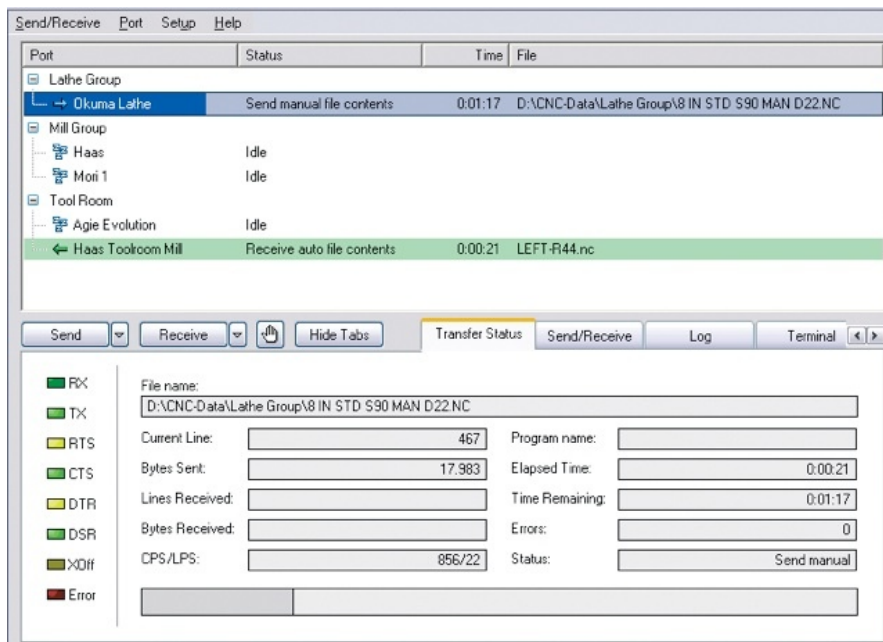 Send/Receive Port Setup Help
Port Status Time File
Lathe Group
Okuma Lathe Send manual file contents 0:01:17 D:\CNC-Data\Lathe Group\8 IN STD S90 MAN D22.NC
Mill Group
Haas Idle
Mori 1 Idle
Tool Room
Agie Evolution Idle
Haas Toolroom Mill Receive auto file contents 0:00:21 LEFT-R44.nc
Send Receive Hide Tabs Transfer Status Send/Receive Log Terminal
RX
TX
RTS
CTS
DTR
DSR
XOff
Error
File name:
D:\CNC-Data\Lathe Group\8 IN STD S90 MAN D22.NC
Current Line: 467 Program name:
Bytes Sent: 17.983 Elapsed Time: 0:00:21
Lines Received: Time Remaining: 0:01:17
Bytes Received: Errors: 0
CPS/LPS: 856/22 Status: Send manual